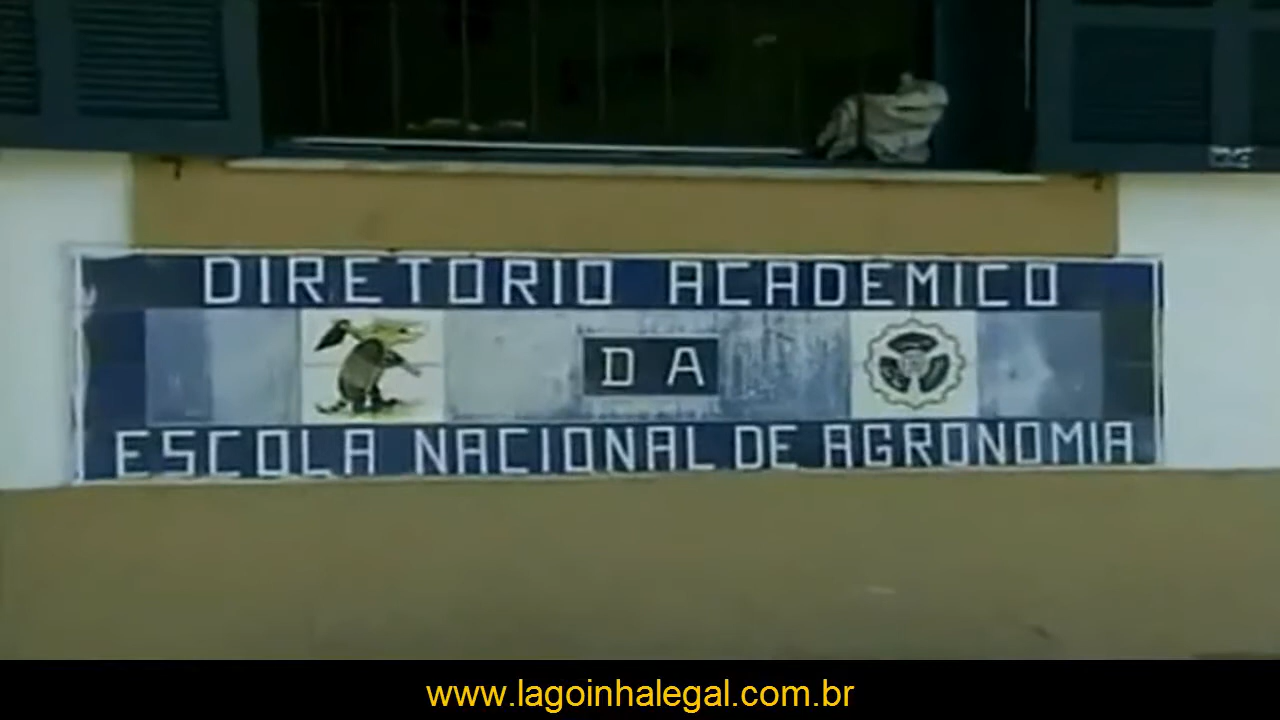 DIRETORIO ACADEMICO
DA
ESCOLA NACIONAL DE AGRONOMIA
www.lagoinhalegal.com.br